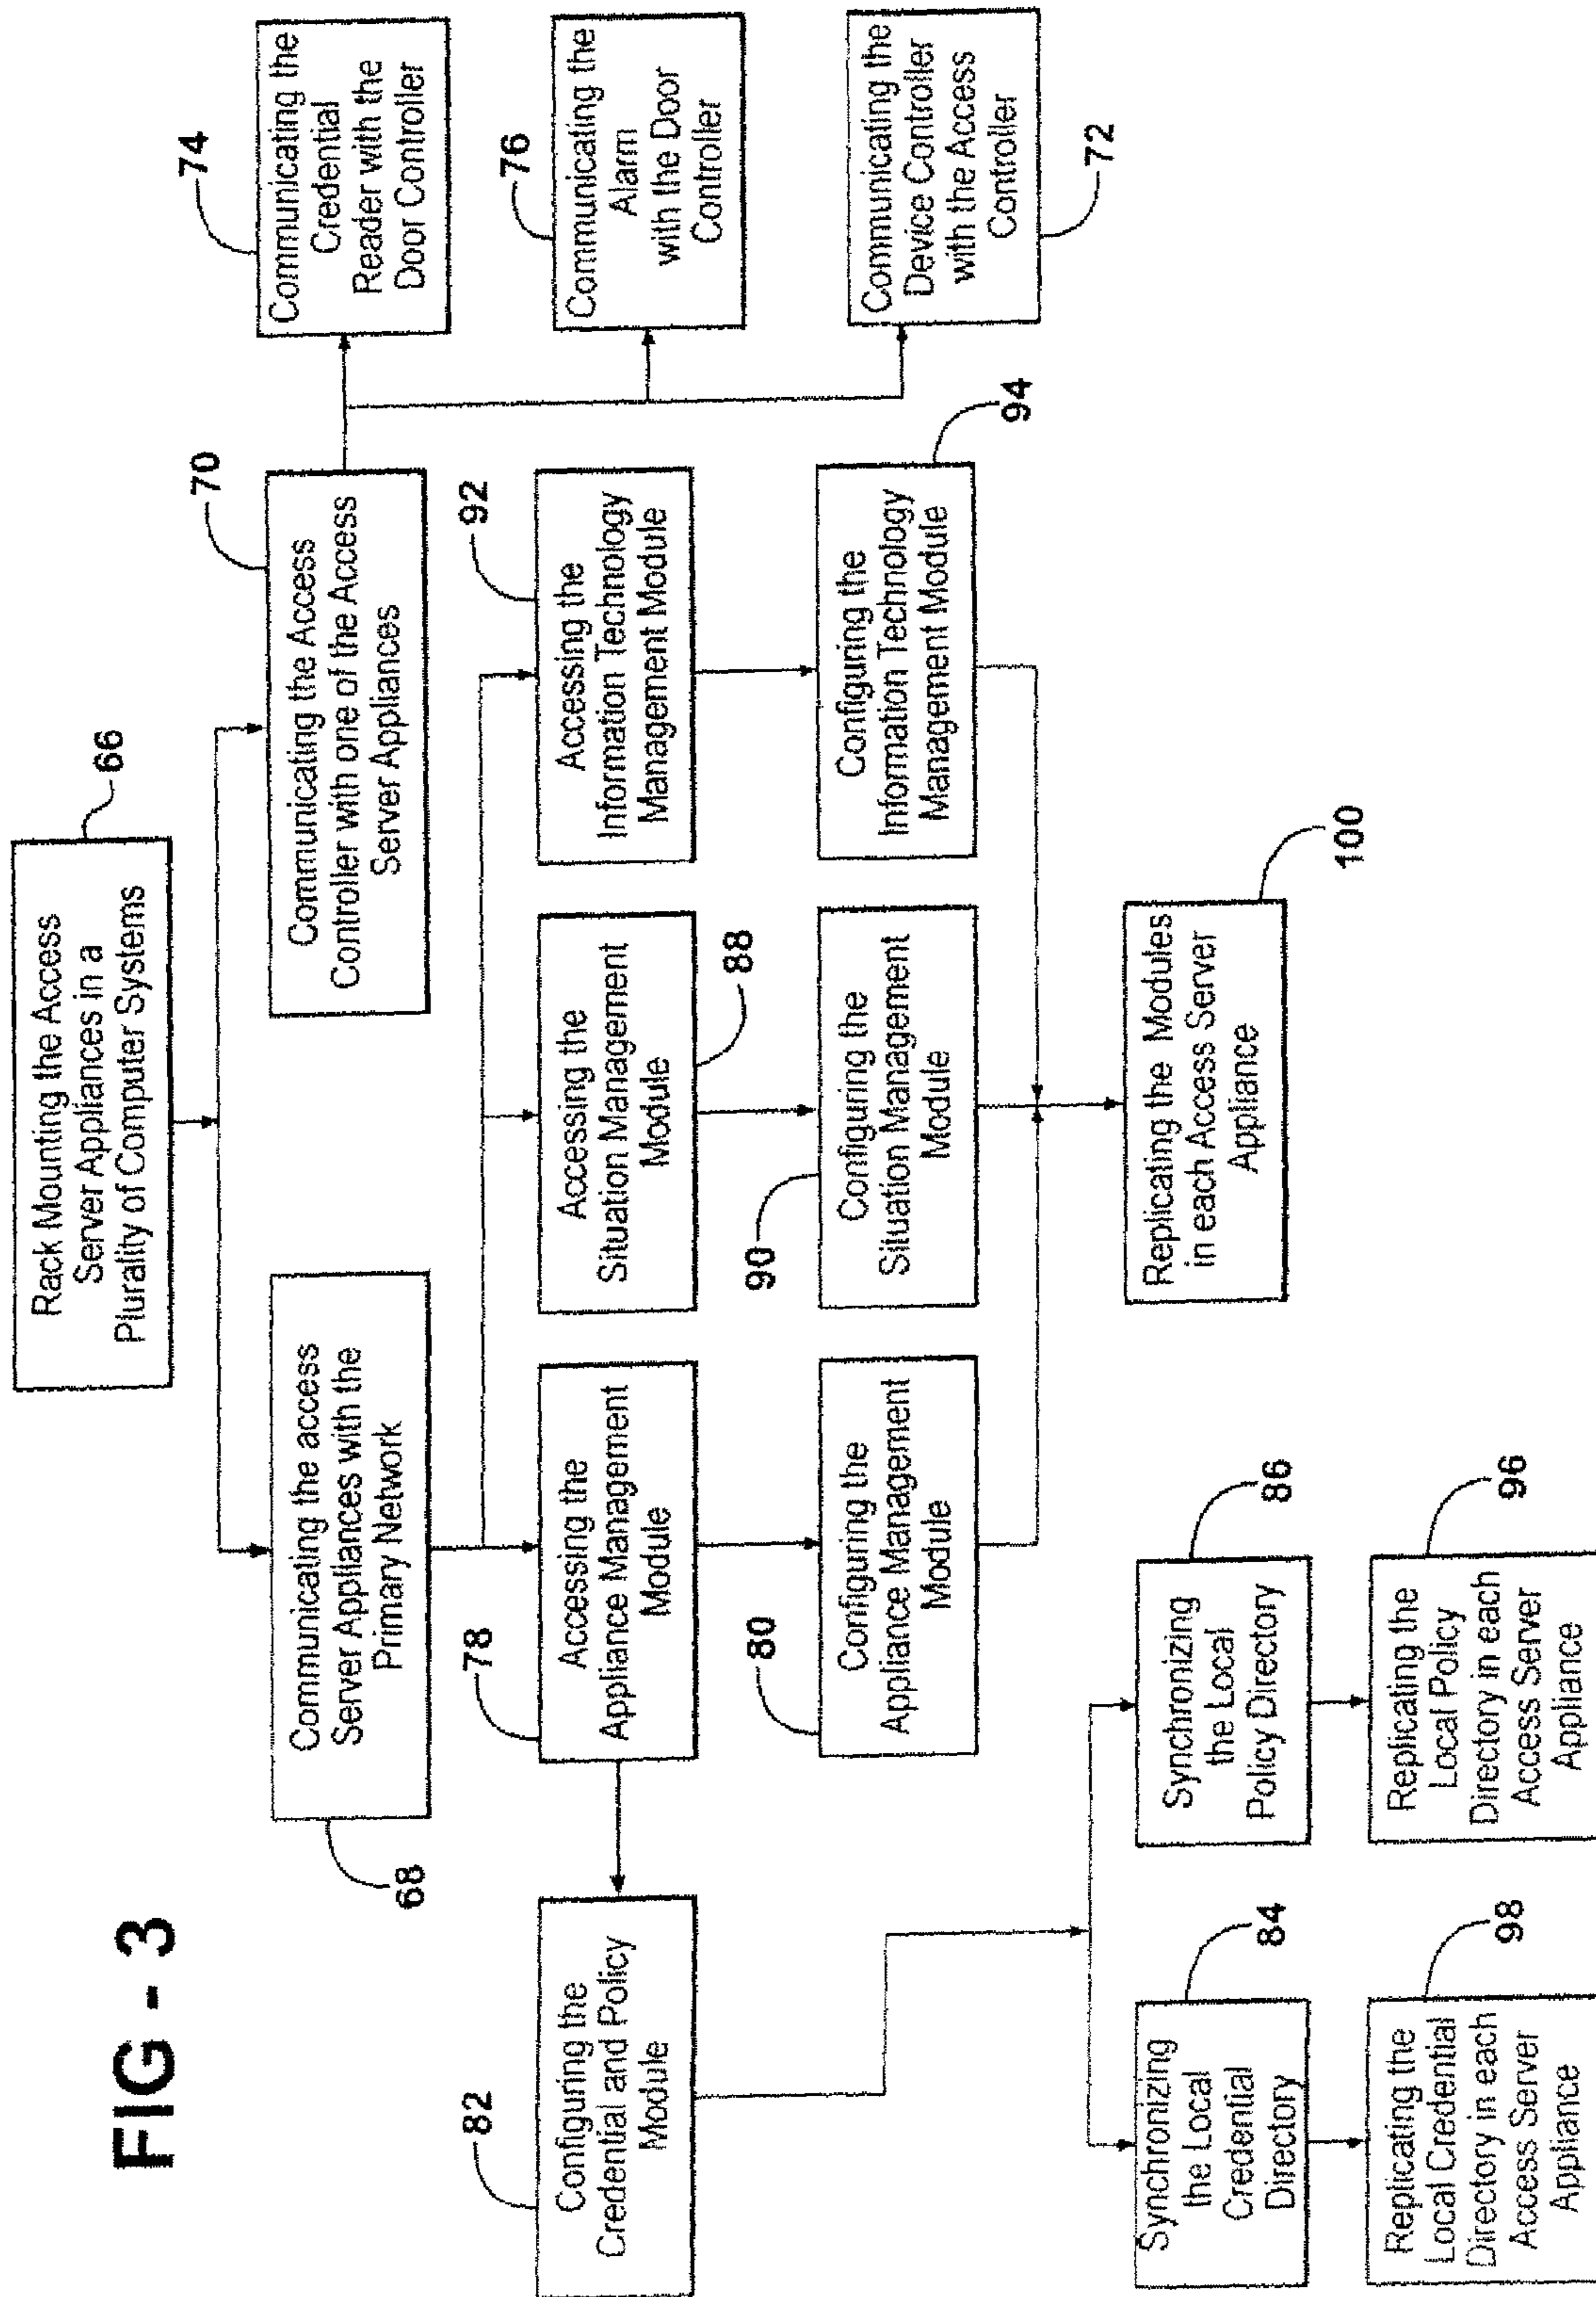 FIG - 3
Rack Mounting the Access
Server Appliances in a
Plurality of Computer Systems
66
Communicating the access
Server Appliances with the
Primary Network
68
Communicating the Access
Controller with one of the Access
Server Appliances
70
Communicating the
Credential
Reader with the
Door Controller
74
Communicating the
Alarm
with the Door
Controller
76
Communicating the
Device Controller
with the Access
Controller
72
Configuring the
Credential and Policy
Module
82
Accessing the
Appliance Management
Module
78
Accessing the
Situation Management
Module
88
Accessing the
Information Technology
Management Module
92
Configuring the
Appliance Management
Module
80
Configuring the
Situation Management
Module
90
Configuring the
Information Technology
Management Module
94
Synchronizing
the Local
Credential
Directory
84
Synchronizing
the Local
Policy Directory
86
Replicating the Modules
in each Access Server
Appliance
100
Replicating the
Local Credential
Directory in each
Access Server
Appliance
98
Replicating the
Local Policy
Directory in each
Access Server
Appliance
96